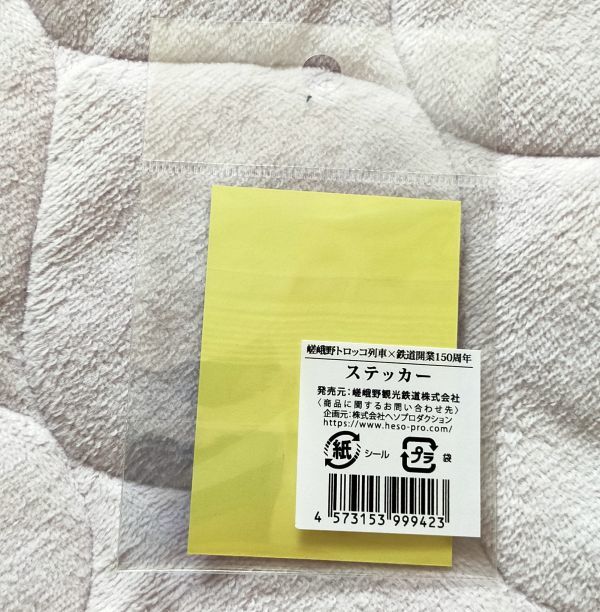 嵯峨野トロッコ列車×鉄道開業150周年
ステッカー
発売元：嵯峨野観光鉄道株式会社
〈商品に関するお問い合わせ先〉
企画元：株式会社ヘソプロダクション
https://www.heso-pro.com/
紙 シール プラ 袋
4 573153 999423